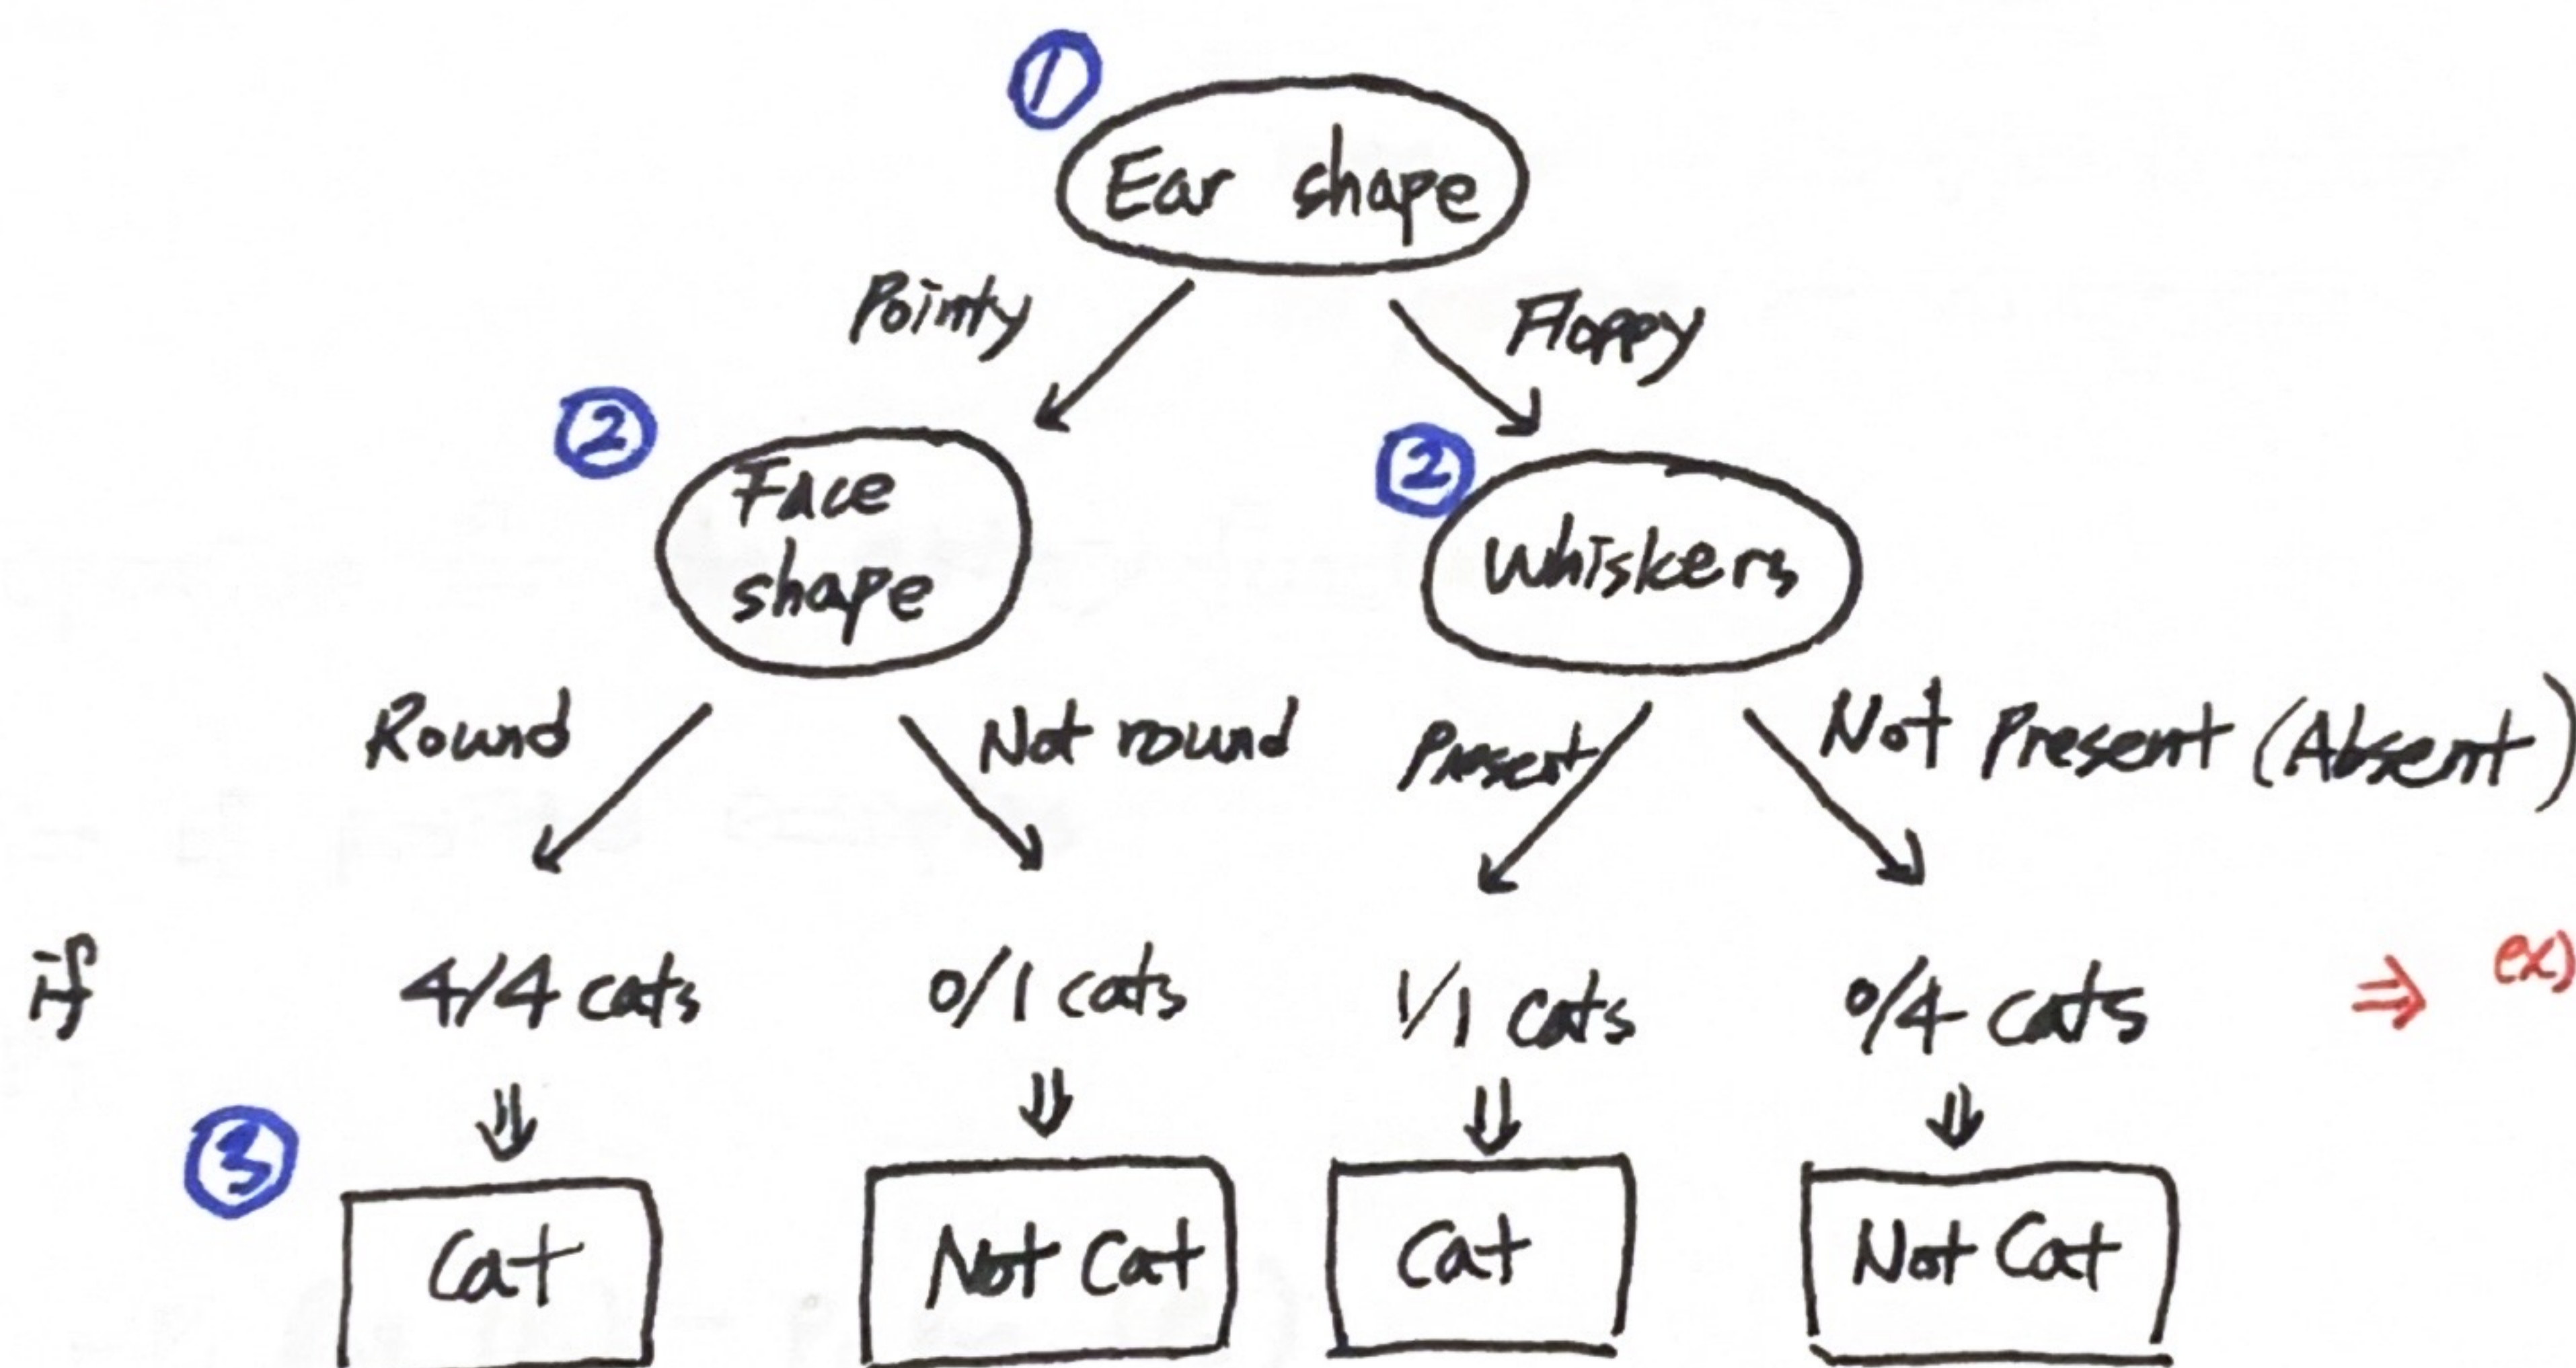 ①
Ear shape
Pointy
Floppy
②
②
Face
shape
Whiskers
Round
Not round
Present
Not Present (Absent)
if
4/4 cats
0/1 cats
1/1 cats
0/4 cats
⇒ ex)
⇓ ⇓ ⇓ ⇓
③
Cat
Not Cat
Cat
Not Cat